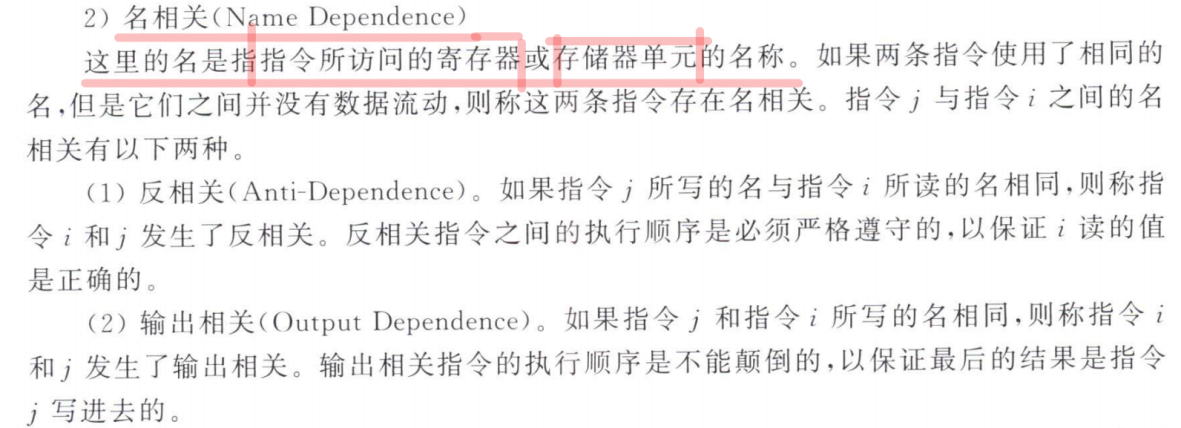 2) 名相关(Name Dependence)
这里的名是指指令所访问的寄存器或存储器单元的名称。如果两条指令使用了相同的
名,但是它们之间并没有数据流动,则称这两条指令存在名相关。指令 j 与指令 i 之间的名
相关有以下两种。
(1) 反相关(Anti-Dependence)。如果指令 j 所写的名与指令 i 所读的名相同,则称指
令 i 和 j 发生了反相关。反相关指令之间的执行顺序是必须严格遵守的,以保证 i 读的值
是正确的。
(2) 输出相关(Output Dependence)。如果指令 j 和指令 i 所写的名相同,则称指令 i
和 j 发生了输出相关。输出相关指令的执行顺序是不能颠倒的,以保证最后的结果是指令
j 写进去的。